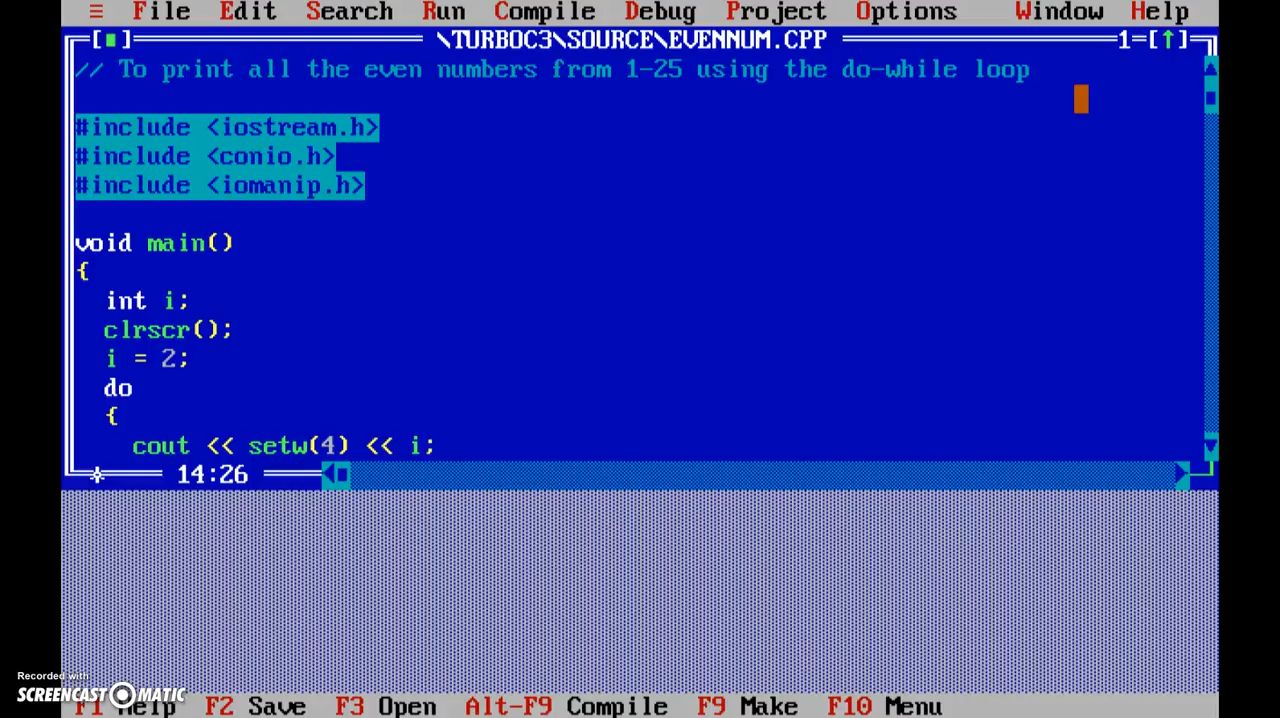 ≡ File Edit Search Run Compile Debug Project Options Window Help
[■] \TURBOC3\SOURCE\EVENNUM.CPP 1=[↑]
// To print all the even numbers from 1-25 using the do-while loop
#include <iostream.h>
#include <conio.h>
#include <iomanip.h>
void main()
{
int i;
clrscr();
i = 2;
do
{
cout << setw(4) << i;
14:26
Recorded with
SCREENCAST MATIC
F1 Help F2 Save F3 Open Alt-F9 Compile F9 Make F10 Menu